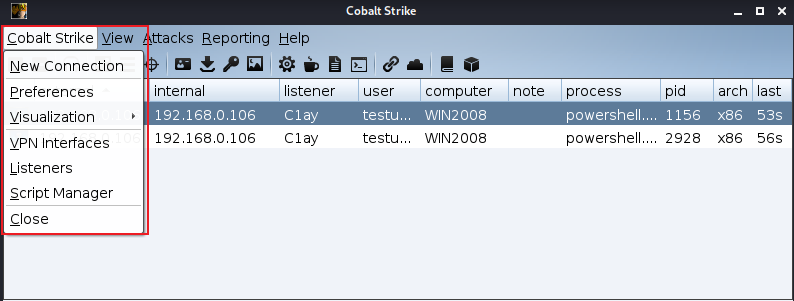 Cobalt Strike
Cobalt Strike View Attacks Reporting Help
New Connection
Preferences
Visualization
VPN Interfaces
Listeners
Script Manager
Close
internal listener user computer note process pid arch last
192.168.0.106 C1ay testu... WIN2008 powershell.... 1156 x86 53s
192.168.0.106 C1ay testu... WIN2008 powershell.... 2928 x86 56s